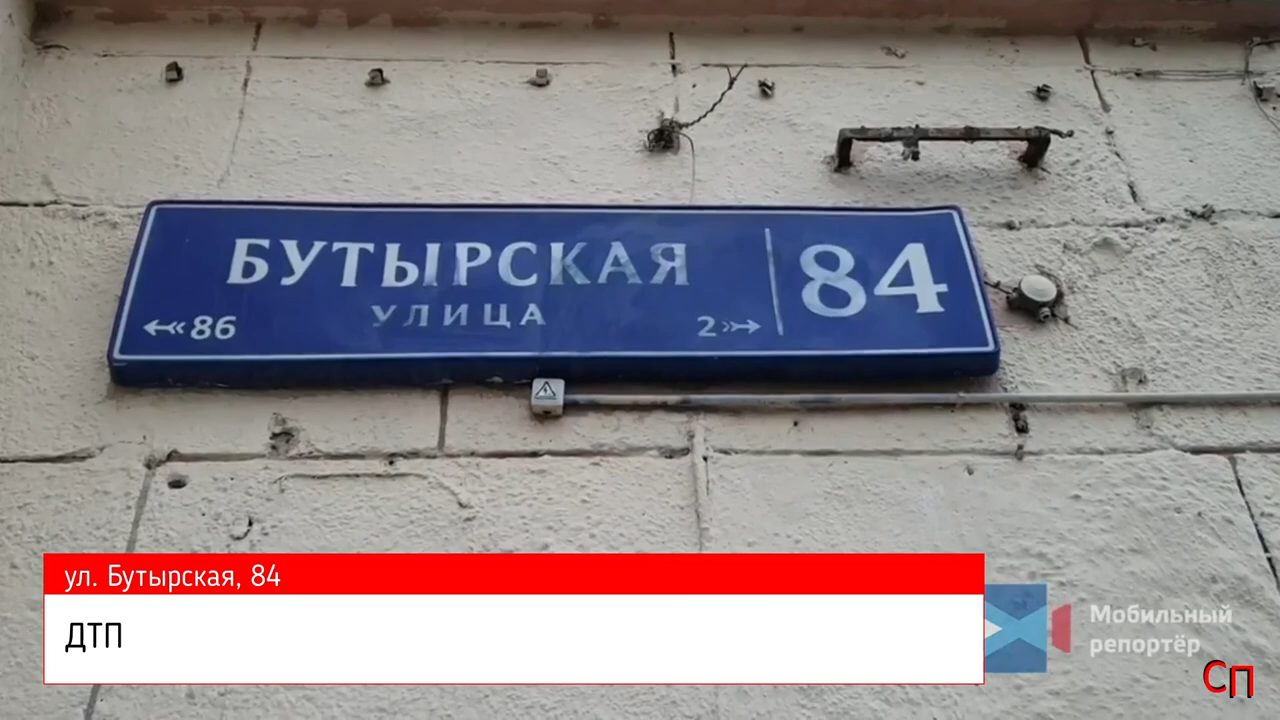 БУТЫРСКАЯ
УЛИЦА
84
86
2
ул. Бутырская, 84
ДТП
Мобильный
репортёр
СП